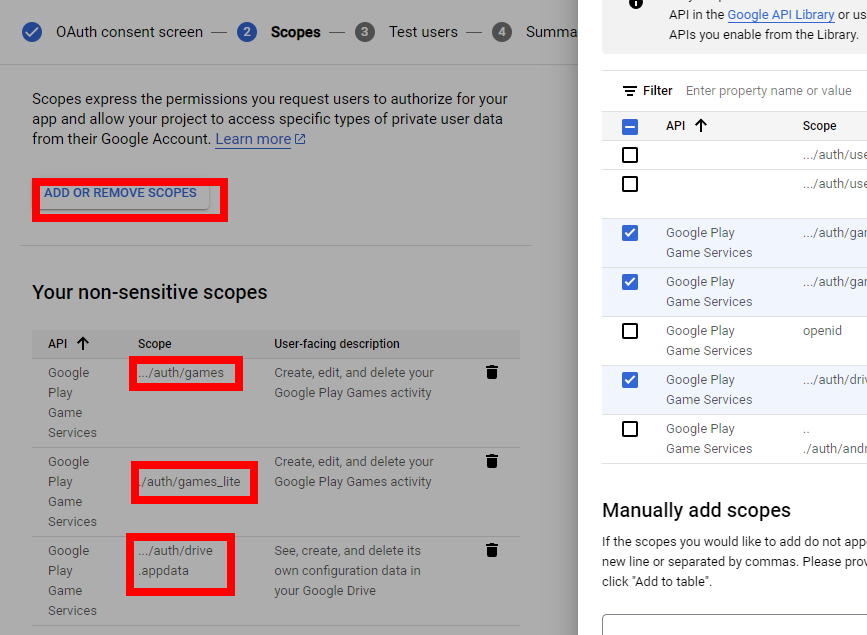 OAuth consent screen — 2 Scopes — 3 Test users — 4 Summa
Scopes express the permissions you request users to authorize for your
app and allow your project to access specific types of private user data
from their Google Account. Learn more
ADD OR REMOVE SCOPES
Your non-sensitive scopes
API Scope User-facing description
Google Play Game Services
.../auth/games
Create, edit, and delete your
Google Play Games activity
Google Play Game Services
./auth/games_lite
Create, edit, and delete your
Google Play Games activity
Google Play Game Services
.../auth/drive
.appdata
See, create, and delete its
own configuration data in
your Google Drive
API in the Google API Library or us
APIs you enable from the Library.
Filter Enter property name or value
API Scope
.../auth/use
.../auth/use
Google Play .../auth/gar
Game Services
Google Play .../auth/gar
Game Services
Google Play openid
Game Services
Google Play .../auth/driv
Game Services
Google Play ..
Game Services ./auth/andr
Manually add scopes
If the scopes you would like to add do not appe
new line or separated by commas. Please prov
click "Add to table".